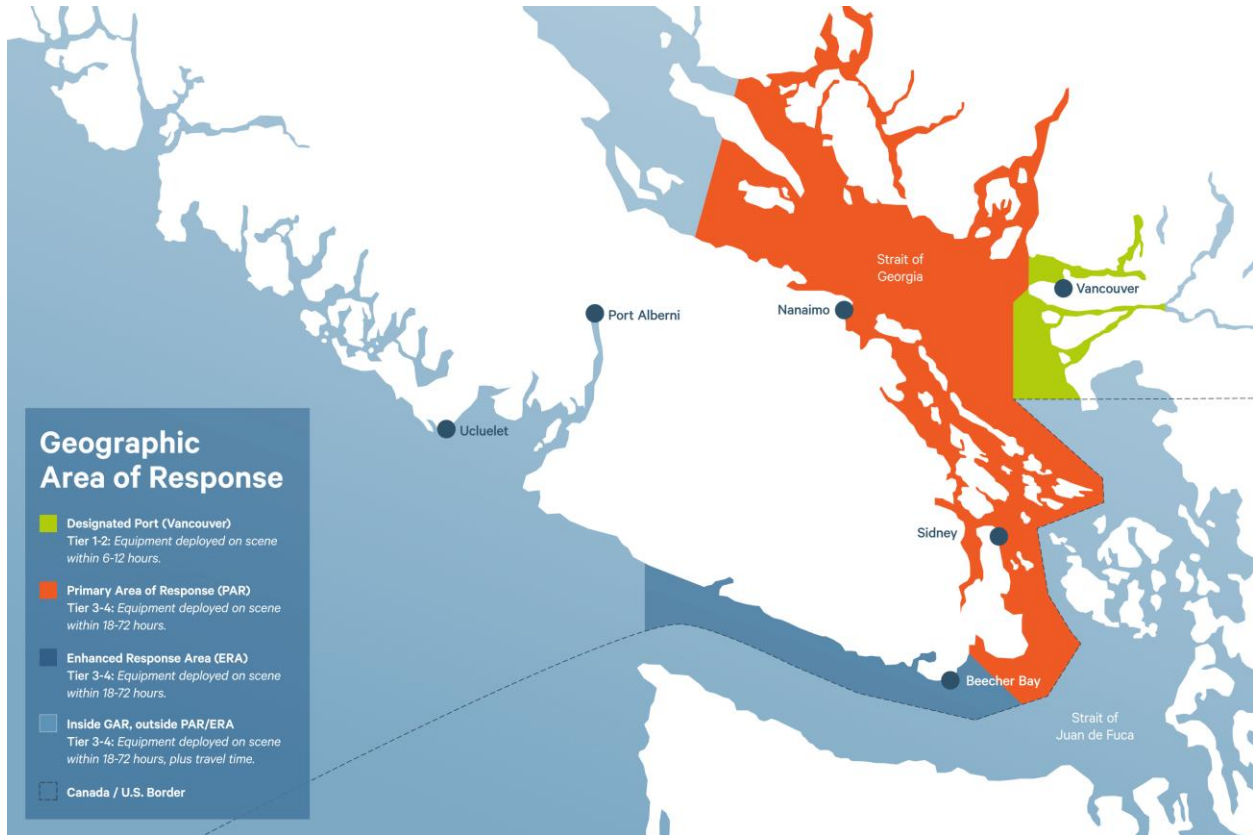 Strait of
Georgia
Vancouver
Nanaimo
Port Alberni
Ucluelet
Sidney
Beecher Bay
Strait of
Juan de Fuca
Geographic
Area of Response
Designated Port (Vancouver)
Tier 1-2: Equipment deployed on scene
within 6-12 hours.
Primary Area of Response (PAR)
Tier 3-4: Equipment deployed on scene
within 18-72 hours.
Enhanced Response Area (ERA)
Tier 3-4: Equipment deployed on scene
within 18-72 hours.
Inside GAR, outside PAR/ERA
Tier 3-4: Equipment deployed on scene
within 18-72 hours, plus travel time.
Canada / U.S. Border